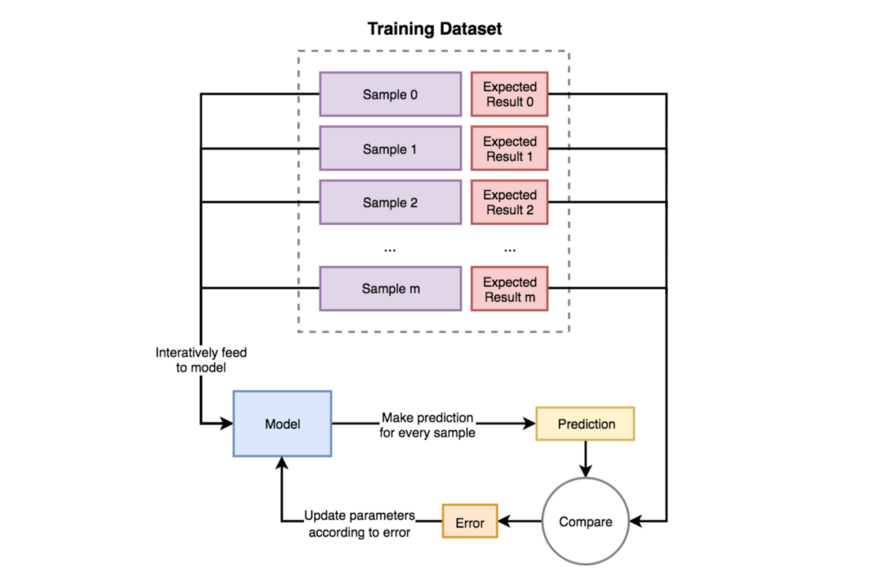 Training Dataset
Sample 0
Expected
Result 0
Sample 1
Expected
Result 1
Sample 2
Expected
Result 2
...
...
Sample m
Expected
Result m
Interatively feed
to model
Model
Make prediction
for every sample
Prediction
Update parameters
according to error
Error
Compare